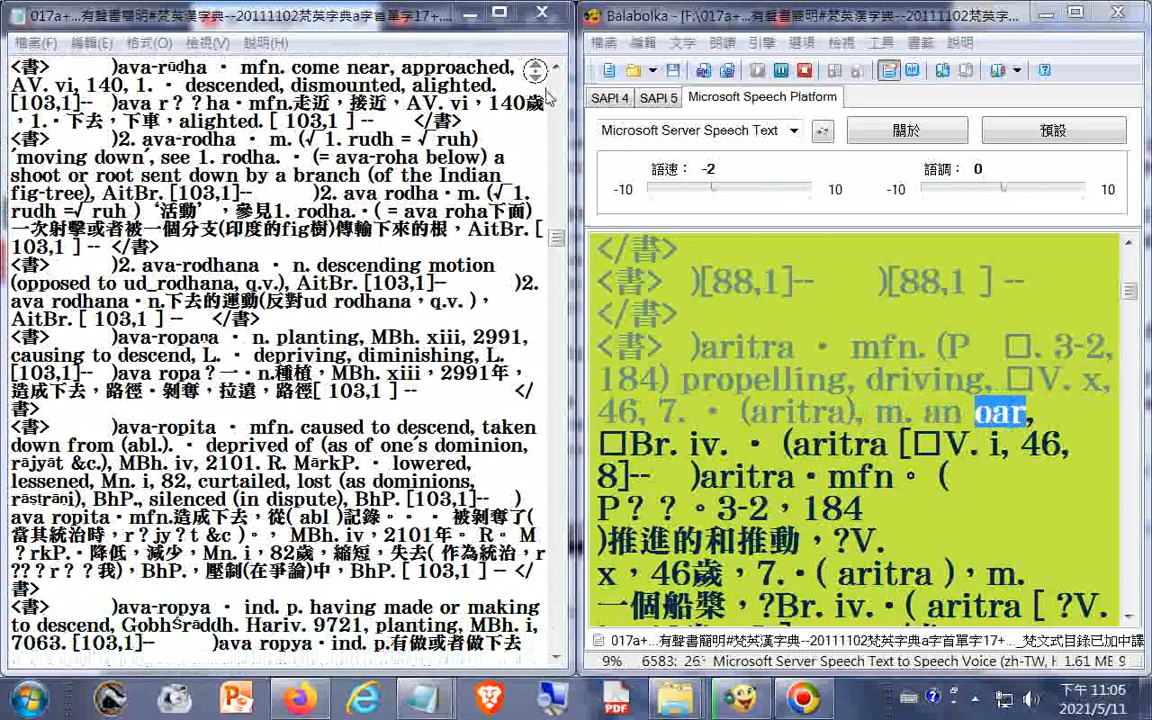 017a+...有聲書簡明#梵英漢字典--20111102梵英字典a字首單字17+...
檔案(F) 編輯(E) 格式(O) 檢視(V) 說明(H)
<書> )ava-rūḍha · mfn. come near, approached,
AV. vi, 140, 1. · descended, dismounted, alighted.
[103,1]-- )ava r??ha·mfn.走近，接近，AV. vi，140歲
，1.·下去，下車，alighted. [ 103,1 ] -- </書>
<書> )2. ava-rodha · m. (√ 1. rudh = √ ruh)
'moving down', see 1. rodha. · (= ava-roha below) a
shoot or root sent down by a branch (of the Indian
fig-tree), AitBr. [103,1]-- )2. ava rodha·m. (√ 1.
rudh =√ ruh ) ‘活動’，參見1. rodha.·( = ava roha下面)
一次射擊或者被一個分支(印度的fig樹)傳輸下來的根，AitBr. [
103,1 ] -- </書>
<書> )2. ava-rodhana · n. descending motion
(opposed to ud_rodhana, q.v.), AitBr. [103,1]-- )2.
ava rodhana·n.下去的運動(反對ud rodhana，q.v. )，
AitBr. [ 103,1 ] -- </書>
<書> )ava-ropaṇa · n. planting, MBh. xiii, 2991,
causing to descend, L. · depriving, diminishing, L.
[103,1]-- )ava ropa?一·n.種植，MBh. xiii，2991年，
造成下去，路徑·剝奪，拉遠，路徑[ 103,1 ] -- </
書>
<書> )ava-ropita · mfn. caused to descend, taken
down from (abl.). · deprived of (as of one's dominion,
rājyāt &c.), MBh. iv, 2101. R. MārkP. · lowered,
lessened, Mn. i, 82, curtailed, lost (as dominions,
rāṣṭrāṇi), BhP., silenced (in dispute), BhP. [103,1]-- )
ava ropita·mfn.造成下去，從( abl )記錄。· 被剝奪了(
當其統治時，r?jy?t &c )。， MBh. iv，2101年。R。M
?rkP.·降低，減少，Mn. i，82歲，縮短，失去( 作為統治，r
???r??我)，BhP.，壓制(在爭論)中，BhP. [ 103,1 ] -- </
書>
<書> )ava-ropya · ind. p. having made or making
to descend, GobhŚrāddh. Hariv. 9721, planting, MBh. i,
7063. [103,1]-- )ava ropya·ind. p.有做或者做下去
Balabolka - [F:\017a+...有聲書簡明#梵英漢字典--20111102梵英字...
檔案 編輯 文字 朗讀 引擎 選項 檢視 工具 書籤 說明
SAPI 4 SAPI 5 Microsoft Speech Platform
Microsoft Server Speech Text 關於 預設
語速： -2 語調： 0
-10 10 -10 10
</書>
<書> )[88,1]-- )[88,1 ] --
</書>
<書> )aritra · mfn. (P □. 3-2,
184) propelling, driving, □V. x,
46, 7. · (aritra), m. an oar,
□Br. iv. · (aritra [□V. i, 46,
8]-- )aritra·mfn。(
P??。3-2，184
)推進的和推動，?V.
x，46歲，7.·( aritra )，m.
一個船槳，?Br. iv.·( aritra [ ?V.
017a+...有聲書簡明#梵英漢字典--20111102梵英字典a字首單字17+..._梵文式目錄已加中譯
9% 6583: 26 Microsoft Server Speech Text to Speech Voice (zh-TW, H 1.61 MB 9
下午 11:06
2021/5/11